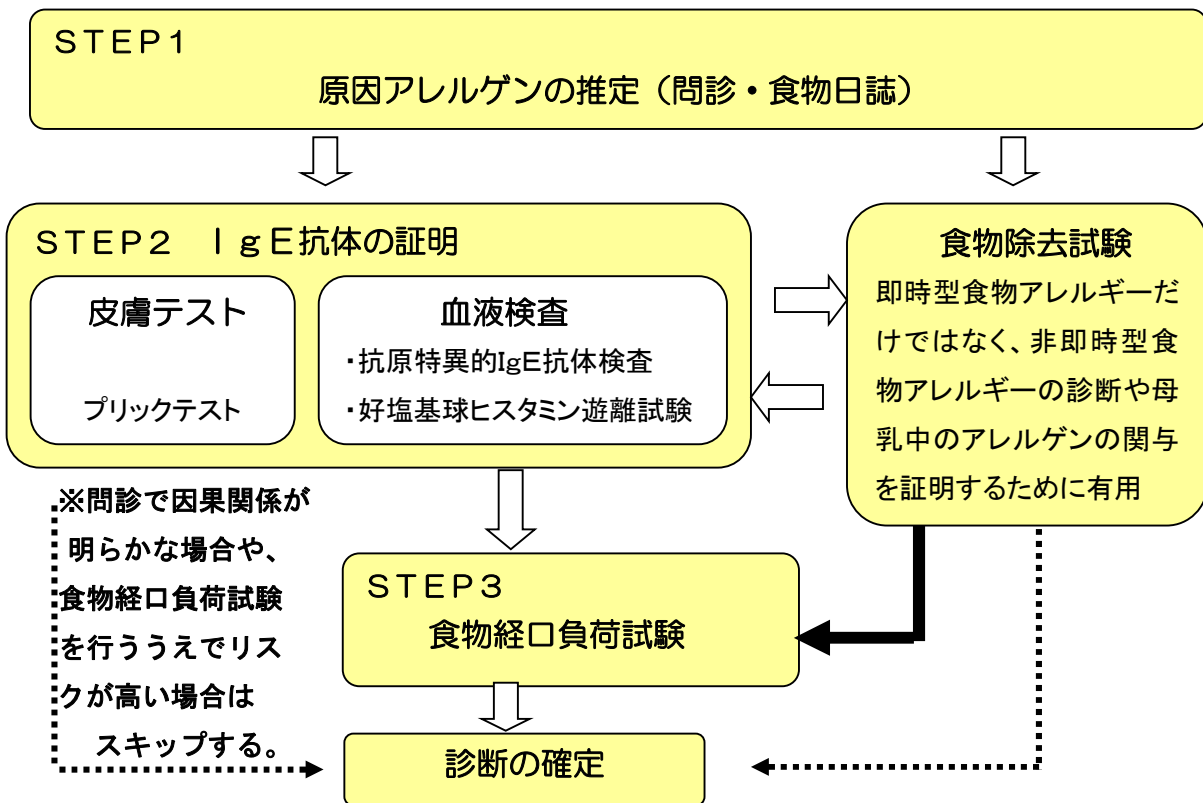 STEP1
原因アレルゲンの推定（問診・食物日誌）
STEP2 IgE抗体の証明
皮膚テスト
プリックテスト
血液検査
・抗原特異的IgE抗体検査
・好塩基球ヒスタミン遊離試験
食物除去試験
即時型食物アレルギーだ
けではなく、非即時型食
物アレルギーの診断や母
乳中のアレルゲンの関与
を証明するために有用
※問診で因果関係が
明らかな場合や、
食物経口負荷試験
を行ううえでリス
クが高い場合は
スキップする。
STEP3
食物経口負荷試験
診断の確定